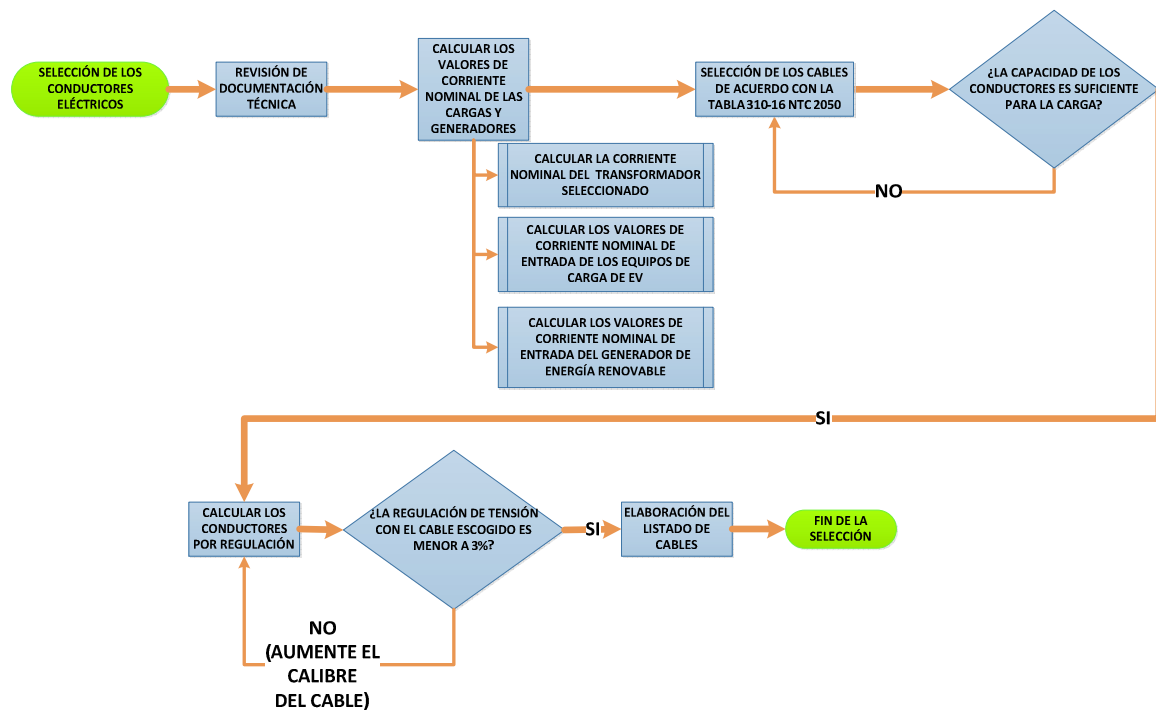 SELECCIÓN DE LOS
CONDUCTORES
ELÉCTRICOS
REVISIÓN DE
DOCUMENTACIÓN
TÉCNICA
CALCULAR LOS
VALORES DE
CORRIENTE
NOMINAL DE LAS
CARGAS Y
GENERADORES
SELECCIÓN DE LOS CABLES
DE ACUERDO CON LA
TABLA 310-16 NTC 2050
¿LA CAPACIDAD DE LOS
CONDUCTORES ES SUFICIENTE
PARA LA CARGA?
NO
CALCULAR LA CORRIENTE
NOMINAL DEL TRANSFORMADOR
SELECCIONADO
CALCULAR LOS VALORES DE
CORRIENTE NOMINAL DE
ENTRADA DE LOS EQUIPOS DE
CARGA DE EV
CALCULAR LOS VALORES DE
CORRIENTE NOMINAL DE
ENTRADA DEL GENERADOR DE
ENERGÍA RENOVABLE
SI
CALCULAR LOS
CONDUCTORES
POR REGULACIÓN
¿LA REGULACIÓN DE TENSIÓN
CON EL CABLE ESCOGIDO ES
MENOR A 3%?
SI
ELABORACIÓN DEL
LISTADO DE
CABLES
FIN DE LA
SELECCIÓN
NO
(AUMENTE EL
CALIBRE
DEL CABLE)